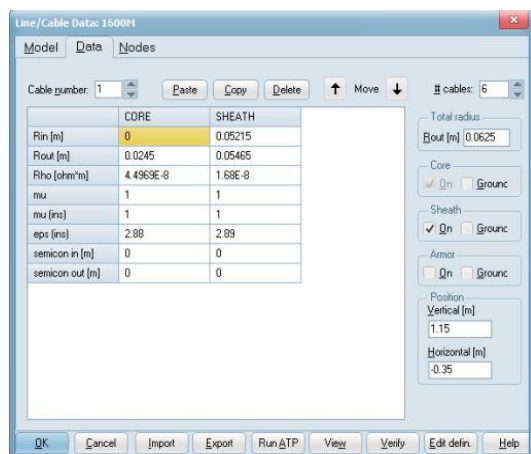 Line/Cable Data: 1600M
Model Data Nodes
Cable number: 1 Paste Copy Delete Move # cables: 6
CORE SHEATH
Rin [m] 0 0.05215
Rout [m] 0.0245 0.05465
Rho [ohm*m] 4.4969E-8 1.68E-8
mu 1 1
mu (ins) 1 1
eps (ins) 2.88 2.89
semicon in [m] 0 0
semicon out [m] 0 0
Total radius
Rout [m] 0.0625
Core
On Grounc
Sheath
On Grounc
Armor
On Grounc
Position
Vertical [m]
1.15
Horizontal [m]
-0.35
OK Cancel Import Export Run ATP View Verify Edit defin. Help